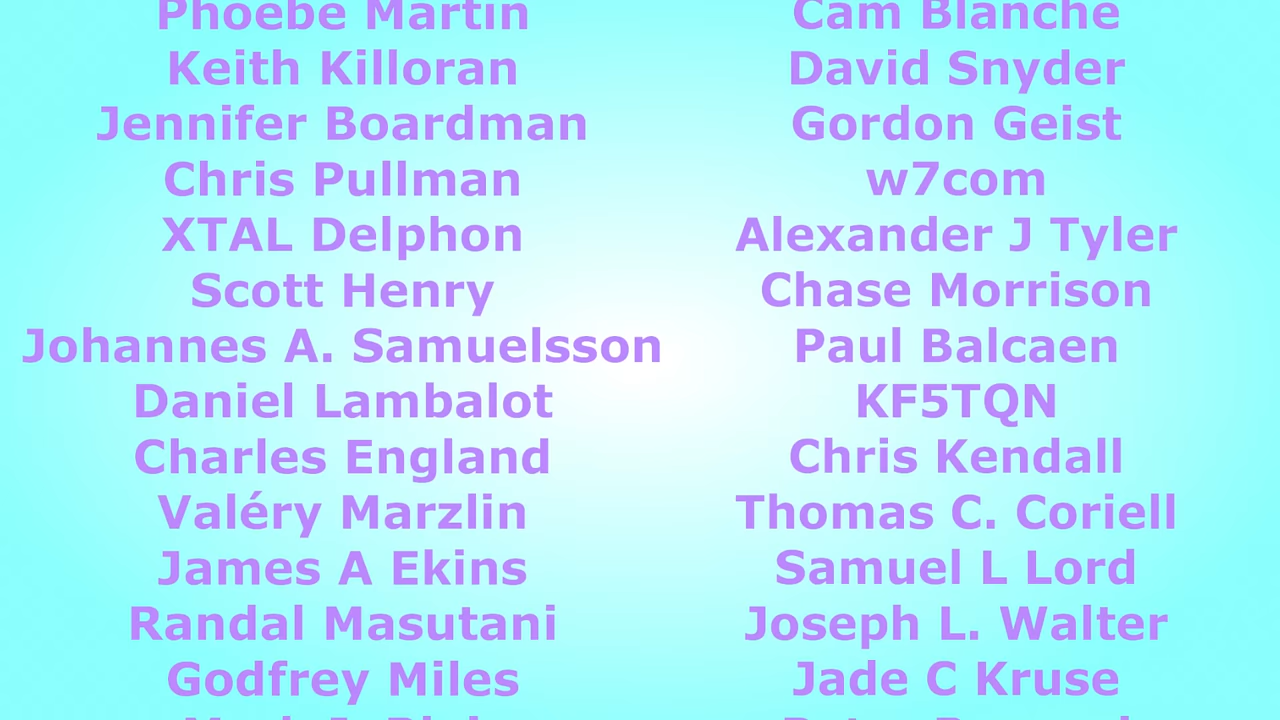 Phoebe Martin
Keith Killoran
Jennifer Boardman
Chris Pullman
XTAL Delphon
Scott Henry
Johannes A. Samuelsson
Daniel Lambalot
Charles England
Valéry Marzlin
James A Ekins
Randal Masutani
Godfrey Miles
Cam Blanche
David Snyder
Gordon Geist
w7com
Alexander J Tyler
Chase Morrison
Paul Balcaen
KF5TQN
Chris Kendall
Thomas C. Coriell
Samuel L Lord
Joseph L. Walter
Jade C Kruse